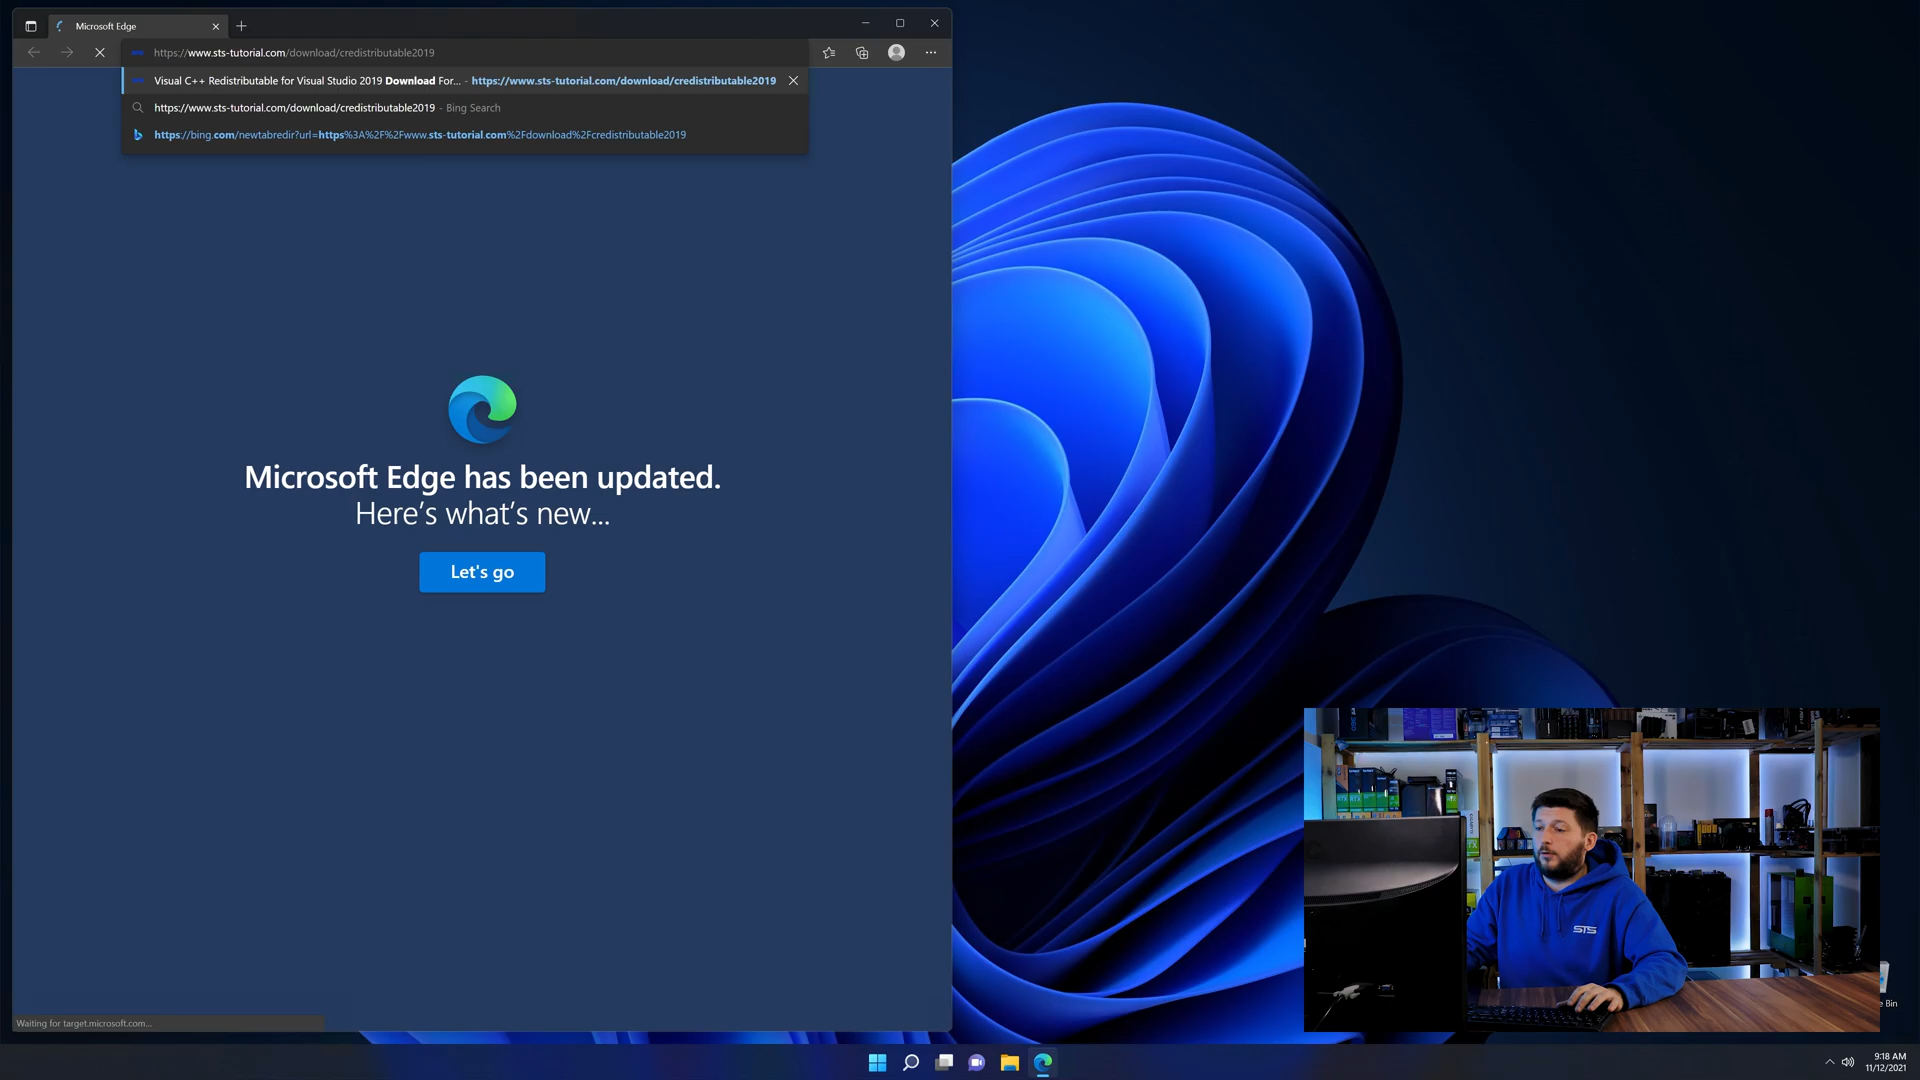 Microsoft Edge
https://www.sts-tutorial.com/download/credistributable2019
Visual C++ Redistributable for Visual Studio 2019 Download For... - https://www.sts-tutorial.com/download/credistributable2019
https://www.sts-tutorial.com/download/credistributable2019 - Bing Search
https://bing.com/newtabredir?url=https%3A%2F%2Fwww.sts-tutorial.com%2Fdownload%2Fcredistributable2019
Microsoft Edge has been updated.
Here's what's new...
Let's go
STS
e Bin
Waiting for target.microsoft.com...
9:18 AM
11/12/2021